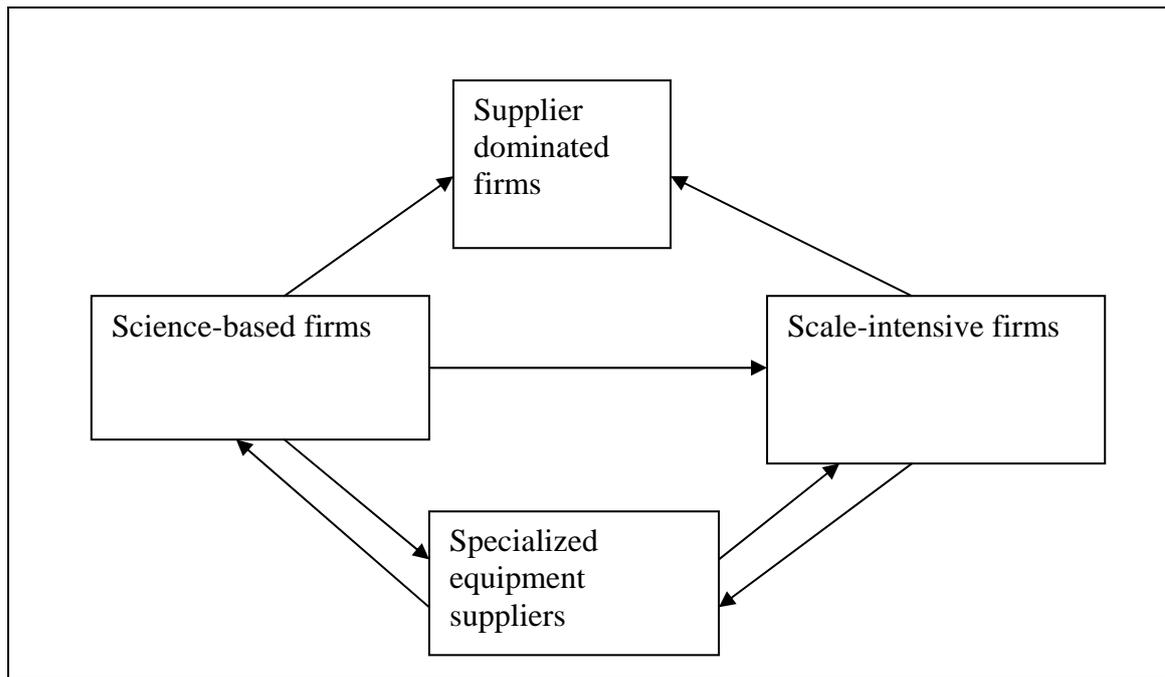 Supplier
dominated
firms
Science-based firms
Scale-intensive firms
Specialized
equipment
suppliers